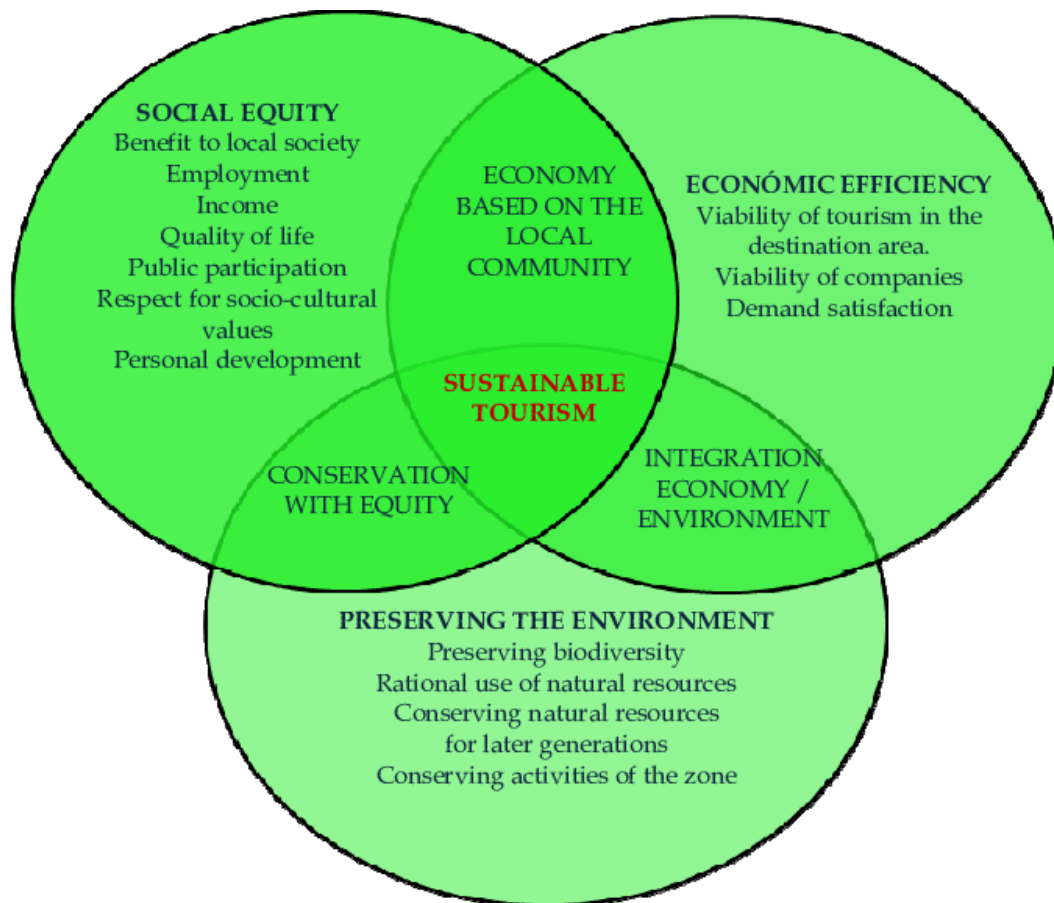 SOCIAL EQUITY
Benefit to local society
Employment
Income
Quality of life
Public participation
Respect for socio-cultural
values
Personal development
ECONOMY
BASED ON THE
LOCAL
COMMUNITY
ECONÓMIC EFFICIENCY
Viability of tourism in the
destination area.
Viability of companies
Demand satisfaction
SUSTAINABLE
TOURISM
CONSERVATION
WITH EQUITY
INTEGRATION
ECONOMY /
ENVIRONMENT
PRESERVING THE ENVIRONMENT
Preserving biodiversity
Rational use of natural resources
Conserving natural resources
for later generations
Conserving activities of the zone